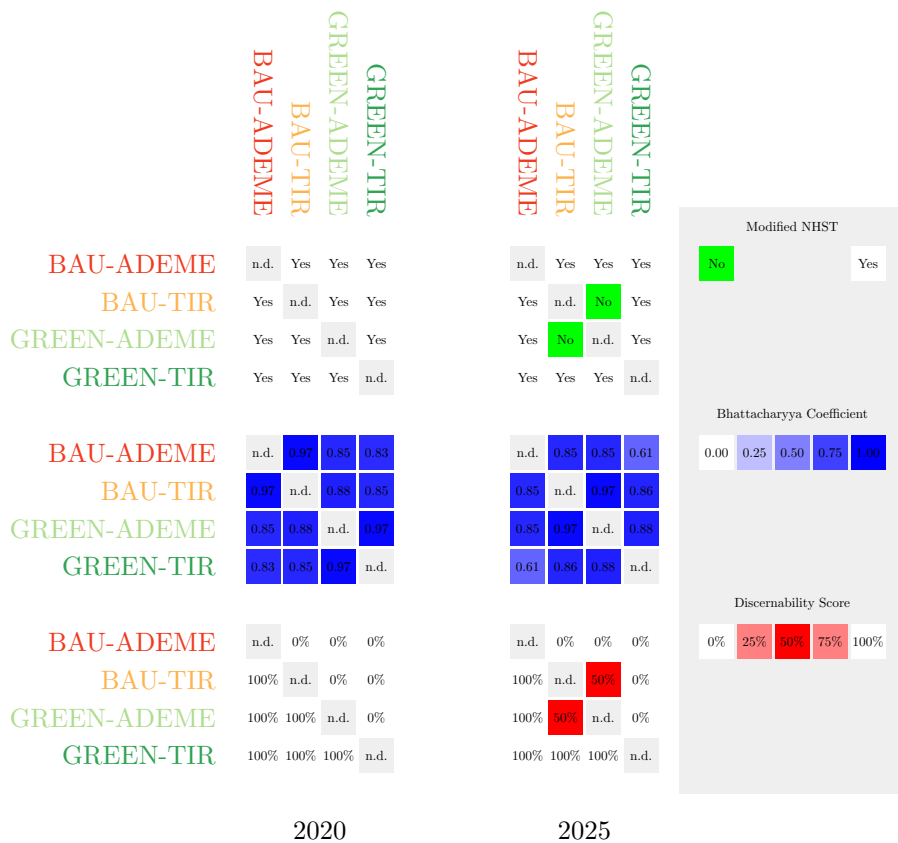 BAU-ADEME BAU-TIR GREEN-ADEME GREEN-TIR BAU-ADEME BAU-TIR GREEN-ADEME GREEN-TIR
Modified NHST
BAU-ADEME n.d. Yes Yes Yes n.d. Yes Yes Yes No Yes
BAU-TIR Yes n.d. Yes Yes Yes n.d. No Yes
GREEN-ADEME Yes Yes n.d. Yes Yes No n.d. Yes
GREEN-TIR Yes Yes Yes n.d. Yes Yes Yes n.d.
Bhattacharyya Coefficient
BAU-ADEME n.d. 0.97 0.85 0.83 n.d. 0.85 0.85 0.61 0.00 0.25 0.50 0.75 1.00
BAU-TIR 0.97 n.d. 0.88 0.85 0.85 n.d. 0.97 0.86
GREEN-ADEME 0.85 0.88 n.d. 0.97 0.85 0.97 n.d. 0.88
GREEN-TIR 0.83 0.85 0.97 n.d. 0.61 0.86 0.88 n.d.
Discernability Score
BAU-ADEME n.d. 0% 0% 0% n.d. 0% 0% 0% 0% 25% 50% 75% 100%
BAU-TIR 100% n.d. 0% 0% 100% n.d. 50% 0%
GREEN-ADEME 100% 100% n.d. 0% 100% 50% n.d. 0%
GREEN-TIR 100% 100% 100% n.d. 100% 100% 100% n.d.
2020 2025